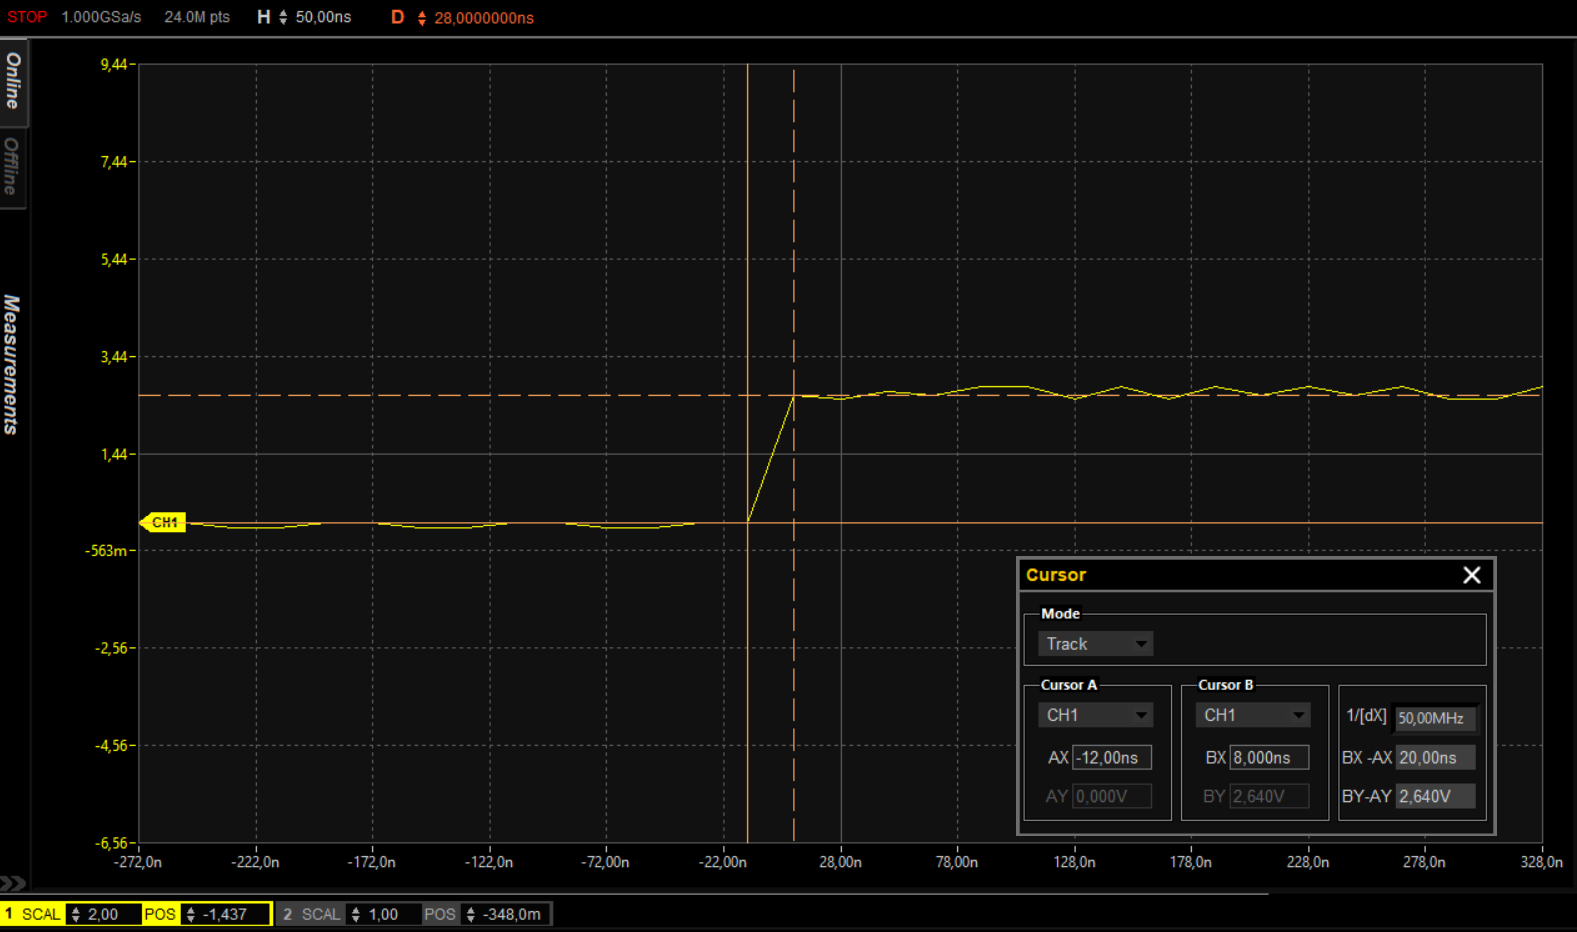 STOP 1.000GSa/s 24.0M pts H 50,00ns D 28,0000000ns
Online
Offline
Measurements
9,44
7,44
5,44
3,44
1,44
CH1
-563m
-2,56
-4,56
-6,56
-272,0n -222,0n -172,0n -122,0n -72,00n -22,00n 28,00n 78,00n 128,0n 178,0n 228,0n 278,0n 328,0n
Cursor
Mode
Track
Cursor A
CH1
AX -12,00ns
AY 0,000V
Cursor B
CH1
BX 8,000ns
BY 2,640V
1/[dX] 50,00MHz
BX -AX 20,00ns
BY-AY 2,640V
1 SCAL 2,00 POS -1,437 2 SCAL 1,00 POS -348,0m